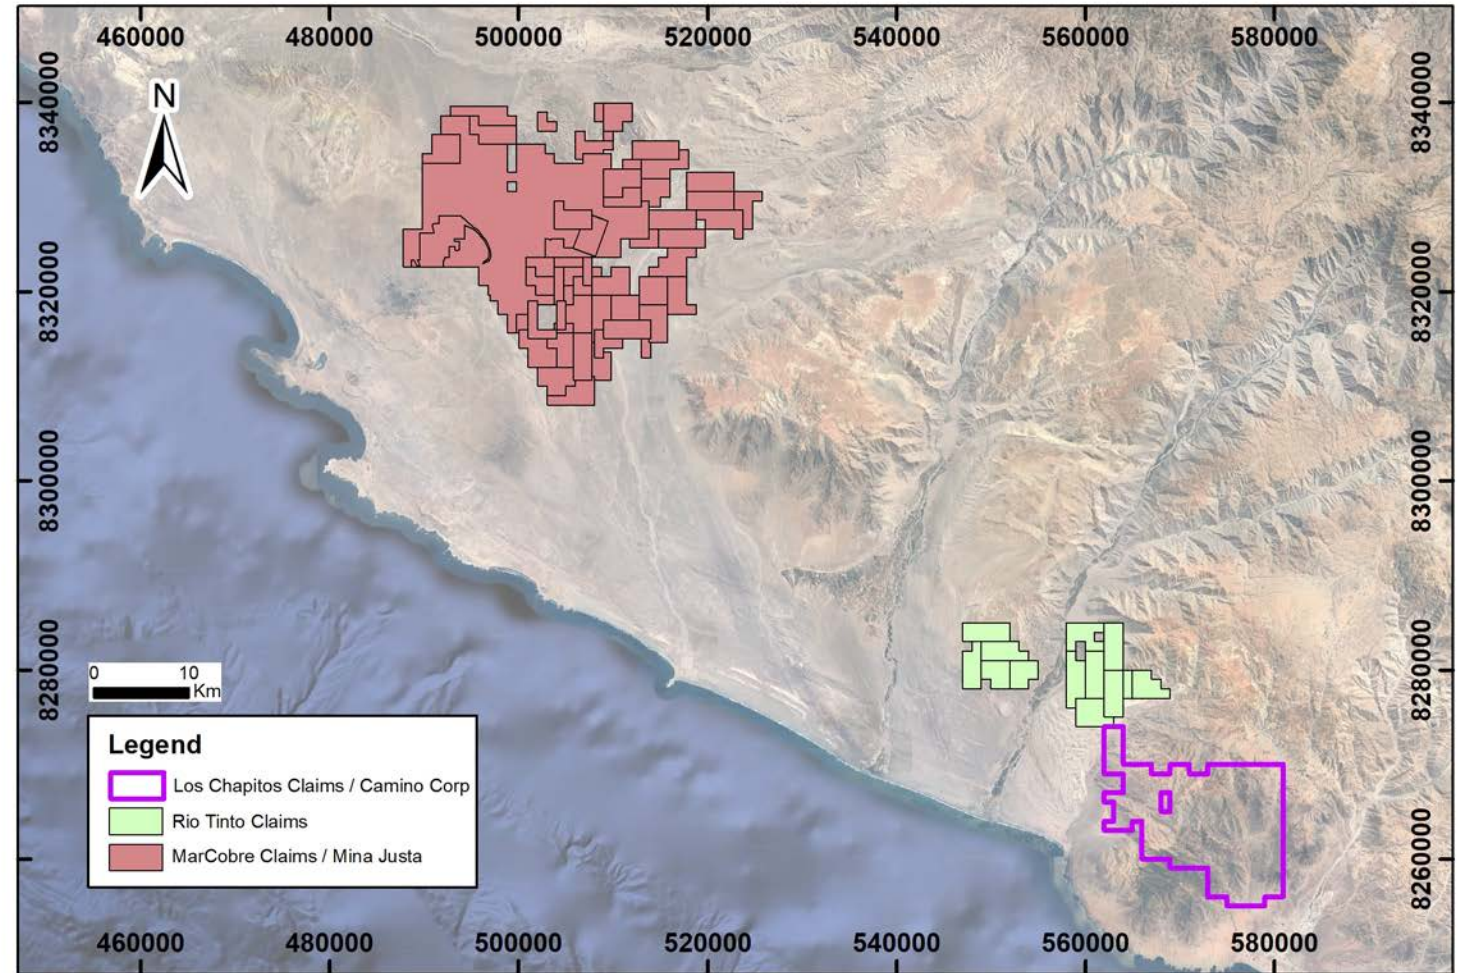 460000 480000 500000 520000 540000 560000 580000
8340000 8340000
N
8320000 8320000
8300000 8300000
8280000 8280000
0 10
Km
Legend
Los Chapitos Claims / Camino Corp
Rio Tinto Claims
MarCobre Claims / Mina Justa
8260000
460000 480000 500000 520000 540000 560000 580000